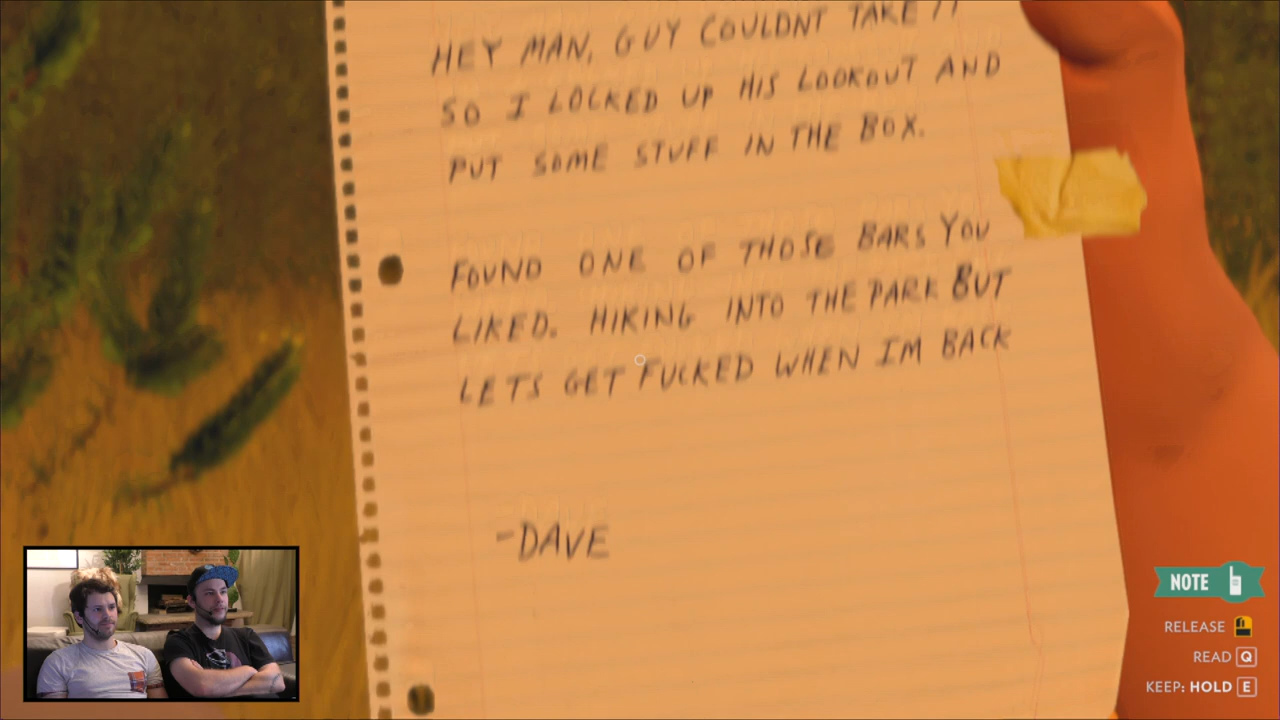 HEY MAN, GUY COULDNT TAKE IT
SO I LOCKED UP HIS LOOKOUT AND
PUT SOME STUFF IN THE BOX.
FOUND ONE OF THOSE BARS YOU
LIKED. HIKING INTO THE PARK BUT
LETS GET FUCKED WHEN IM BACK
-DAVE
NOTE
RELEASE
READ Q
KEEP: HOLD E